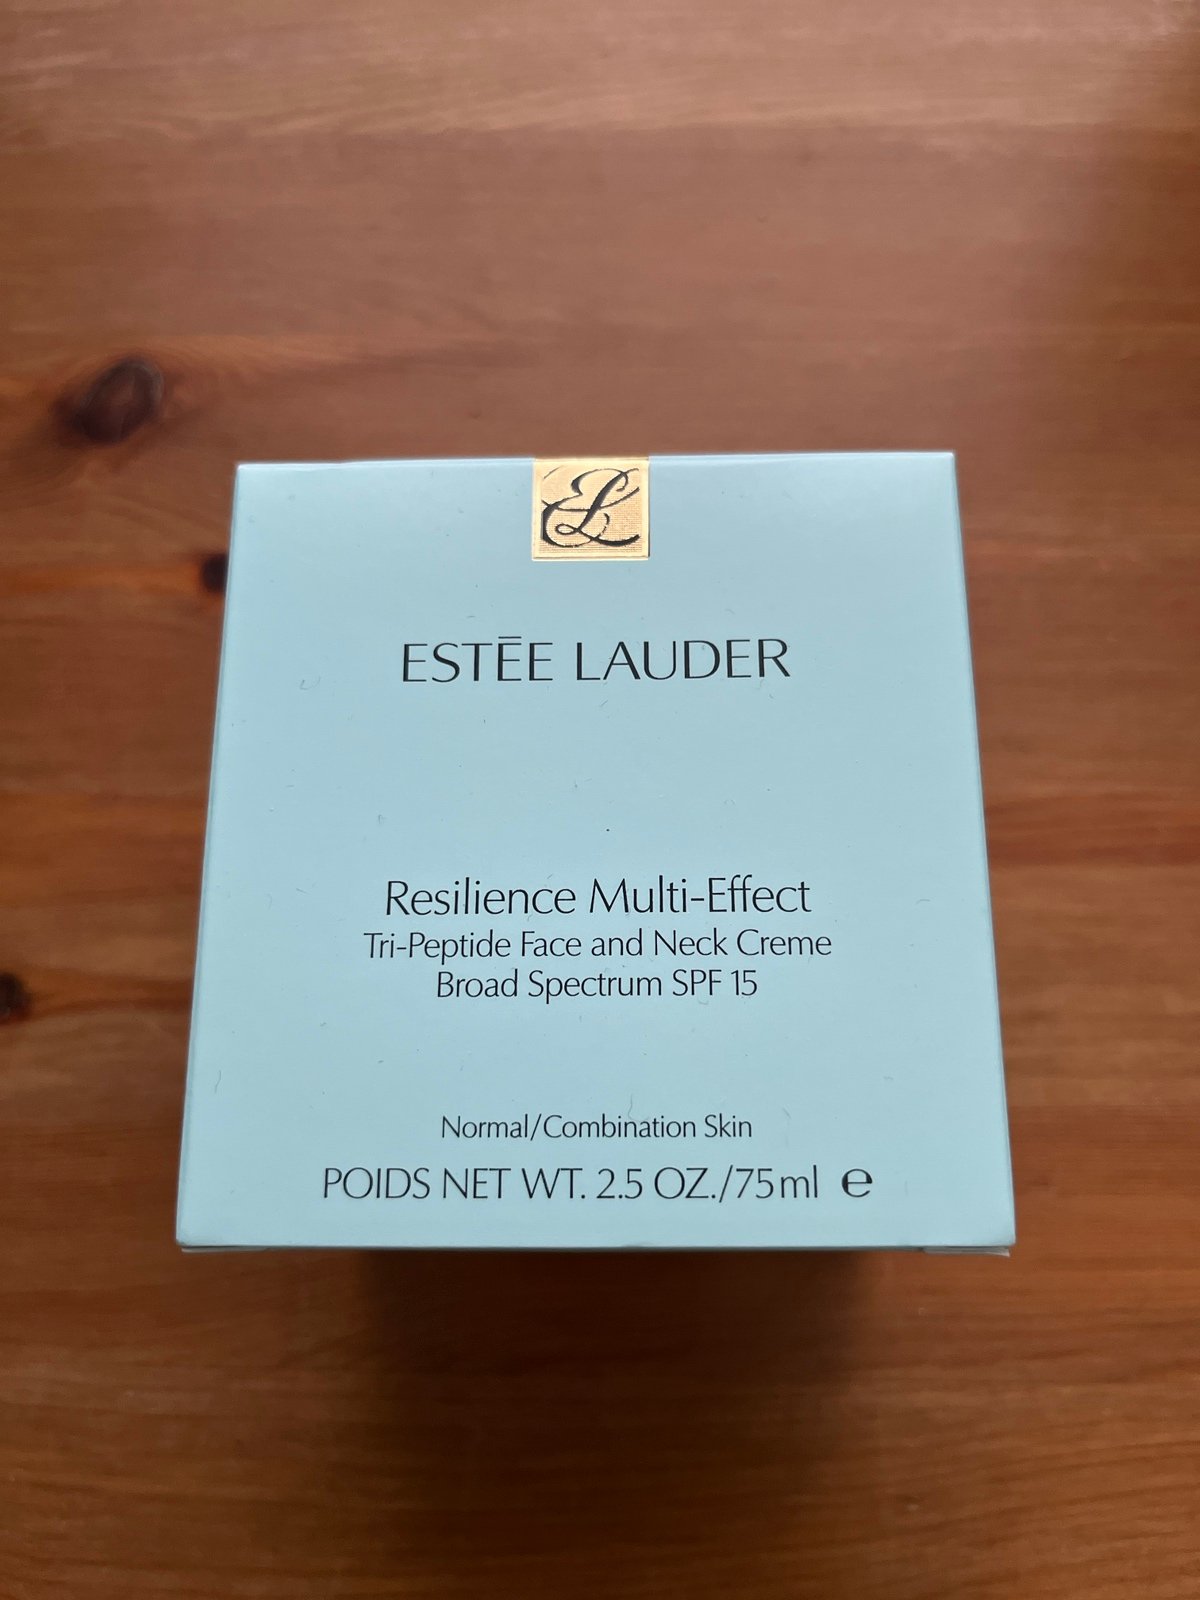 EL
ESTĒE LAUDER
Resilience Multi-Effect
Tri-Peptide Face and Neck Creme
Broad Spectrum SPF 15
Normal/Combination Skin
POIDS NET WT. 2.5 OZ./75ml ℮